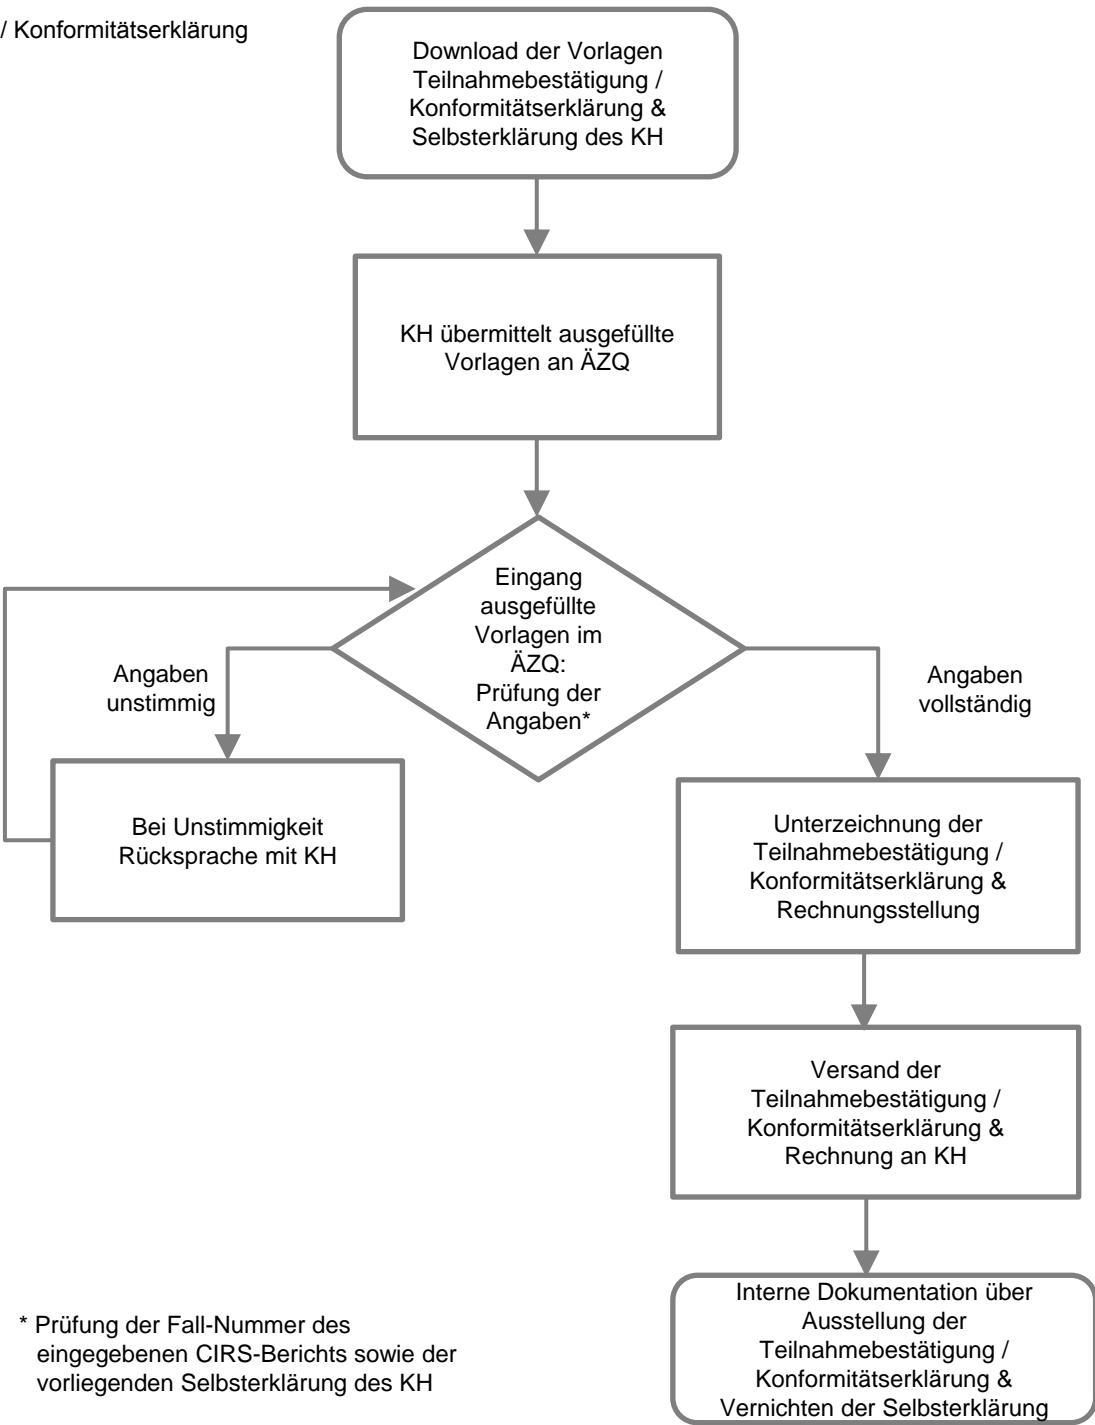 / Konformitätserklärung
Download der Vorlagen
Teilnahmebestätigung /
Konformitätserklärung &
Selbsterklärung des KH
KH übermittelt ausgefüllte
Vorlagen an ÄZQ
Eingang
ausgefüllte
Vorlagen im
ÄZQ:
Prüfung der
Angaben*
Angaben
unstimmig
Angaben
vollständig
Bei Unstimmigkeit
Rücksprache mit KH
Unterzeichnung der
Teilnahmebestätigung /
Konformitätserklärung &
Rechnungsstellung
Versand der
Teilnahmebestätigung /
Konformitätserklärung &
Rechnung an KH
Interne Dokumentation über
Ausstellung der
Teilnahmebestätigung /
Konformitätserklärung &
Vernichten der Selbsterklärung
* Prüfung der Fall-Nummer des
eingegebenen CIRS-Berichts sowie der
vorliegenden Selbsterklärung des KH